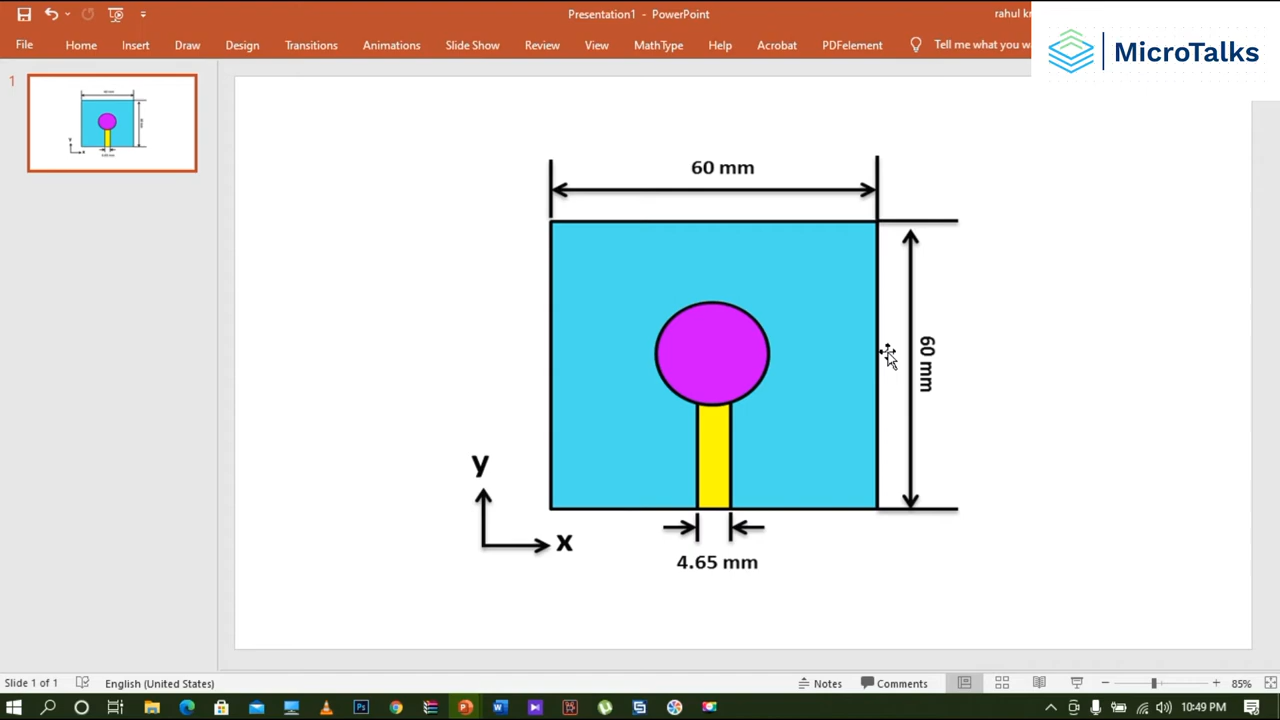 Presentation1 - PowerPoint
rahul kr
File Home Insert Draw Design Transitions Animations Slide Show Review View MathType Help Acrobat PDFelement Tell me what you wa
MicroTalks
1
60 mm
60 mm
y
x
4.65 mm
Slide 1 of 1 English (United States) Notes Comments 85%
10:49 PM